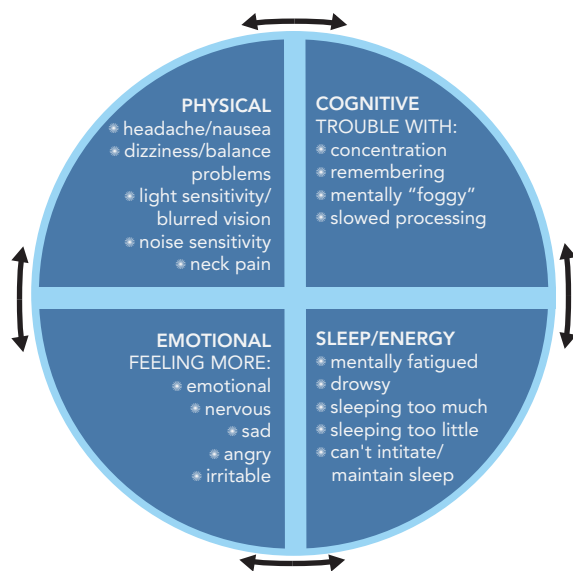 PHYSICAL
* headache/nausea
* dizziness/balance
problems
* light sensitivity/
blurred vision
* noise sensitivity
* neck pain
COGNITIVE
TROUBLE WITH:
* concentration
* remembering
* mentally “foggy”
* slowed processing
EMOTIONAL
FEELING MORE:
* emotional
* nervous
* sad
* angry
* irritable
SLEEP/ENERGY
* mentally fatigued
* drowsy
* sleeping too much
* sleeping too little
* can't intitate/
maintain sleep